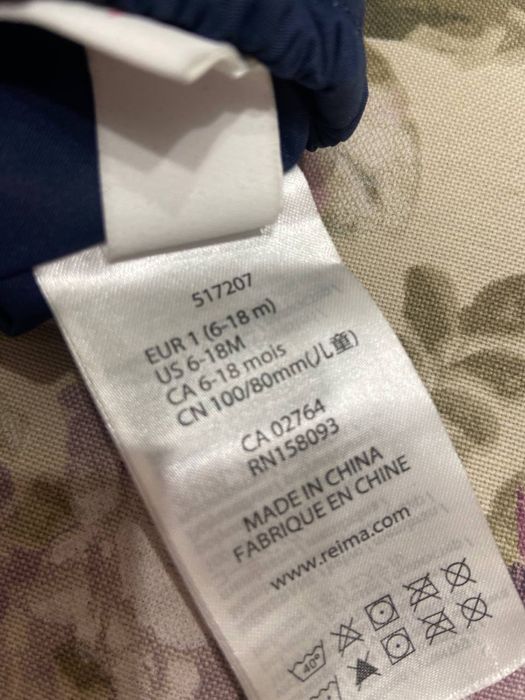 517207
EUR 1 (6-18 m)
US 6-18M
CA 6-18 mois
CN 100/80mm(儿童)
CA 02764
RN158093
MADE IN CHINA
FABRIQUE EN CHINE
www.reima.com
40°